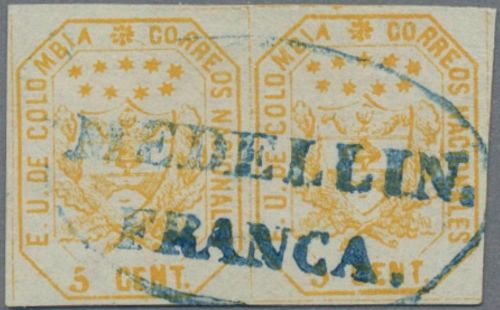 E. U. DE COLOMBIA ✻ CORREOS NACIONALES
5 CENT.
E. U. DE COLOMBIA ✻ CORREOS NACIONALES
5 CENT.
MEDELLIN.
FRANCA.